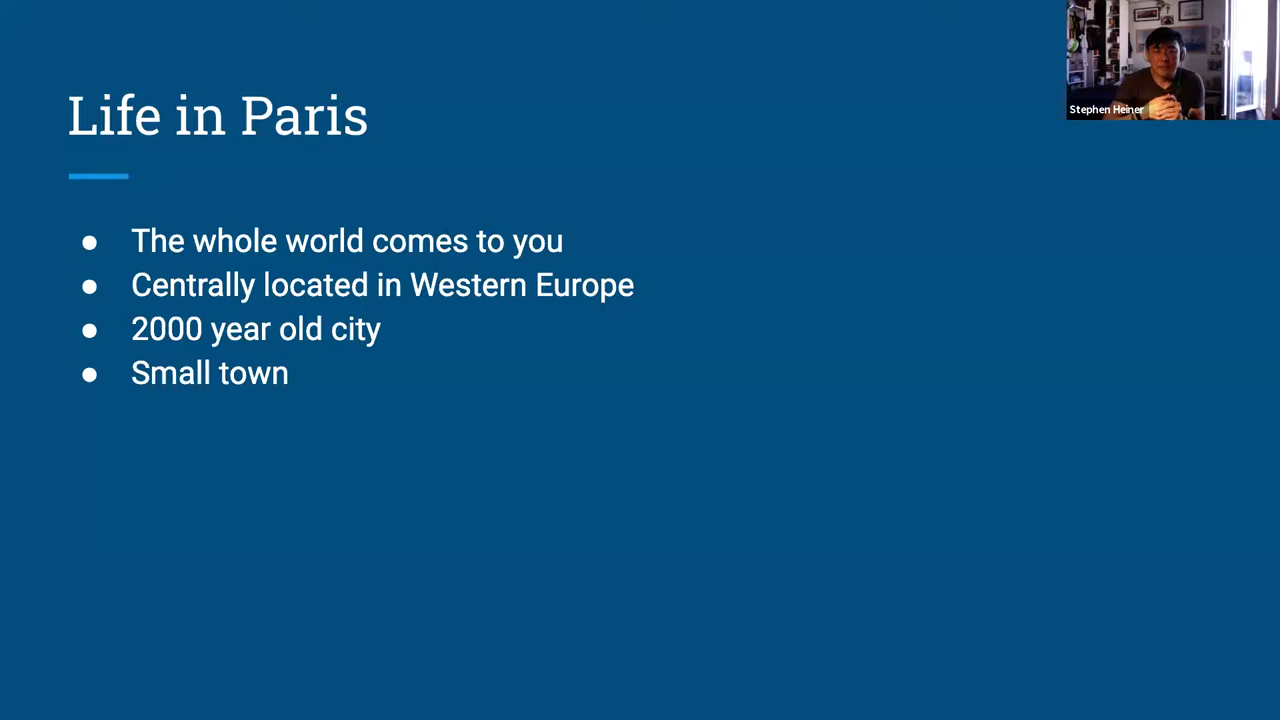 Life in Paris
Stephen Heiner
The whole world comes to you
Centrally located in Western Europe
2000 year old city
Small town